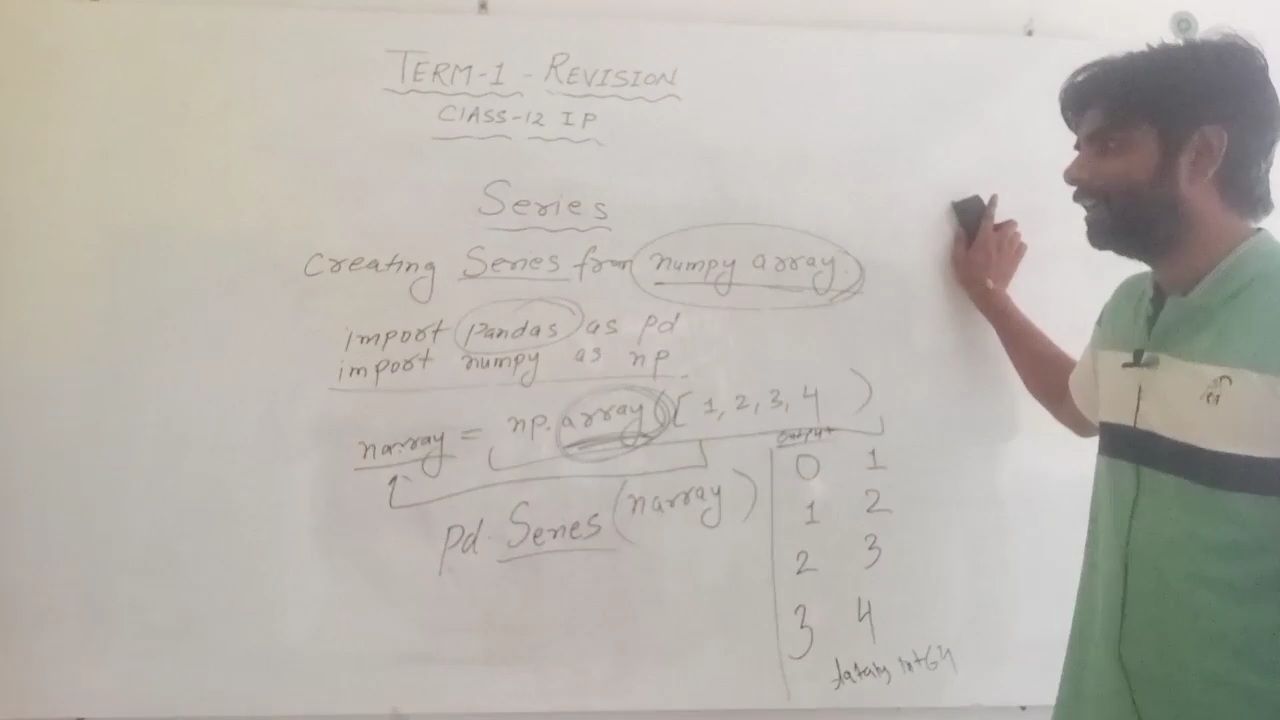 TERM-1 - REVISION
CLASS-12 IP
Series
Creating Series from numpy array.
import pandas as pd
import numpy as np
narray = np.array([1,2,3,4 )
pd.Series(narray)
output
0 1
1 2
2 3
3 4
int64